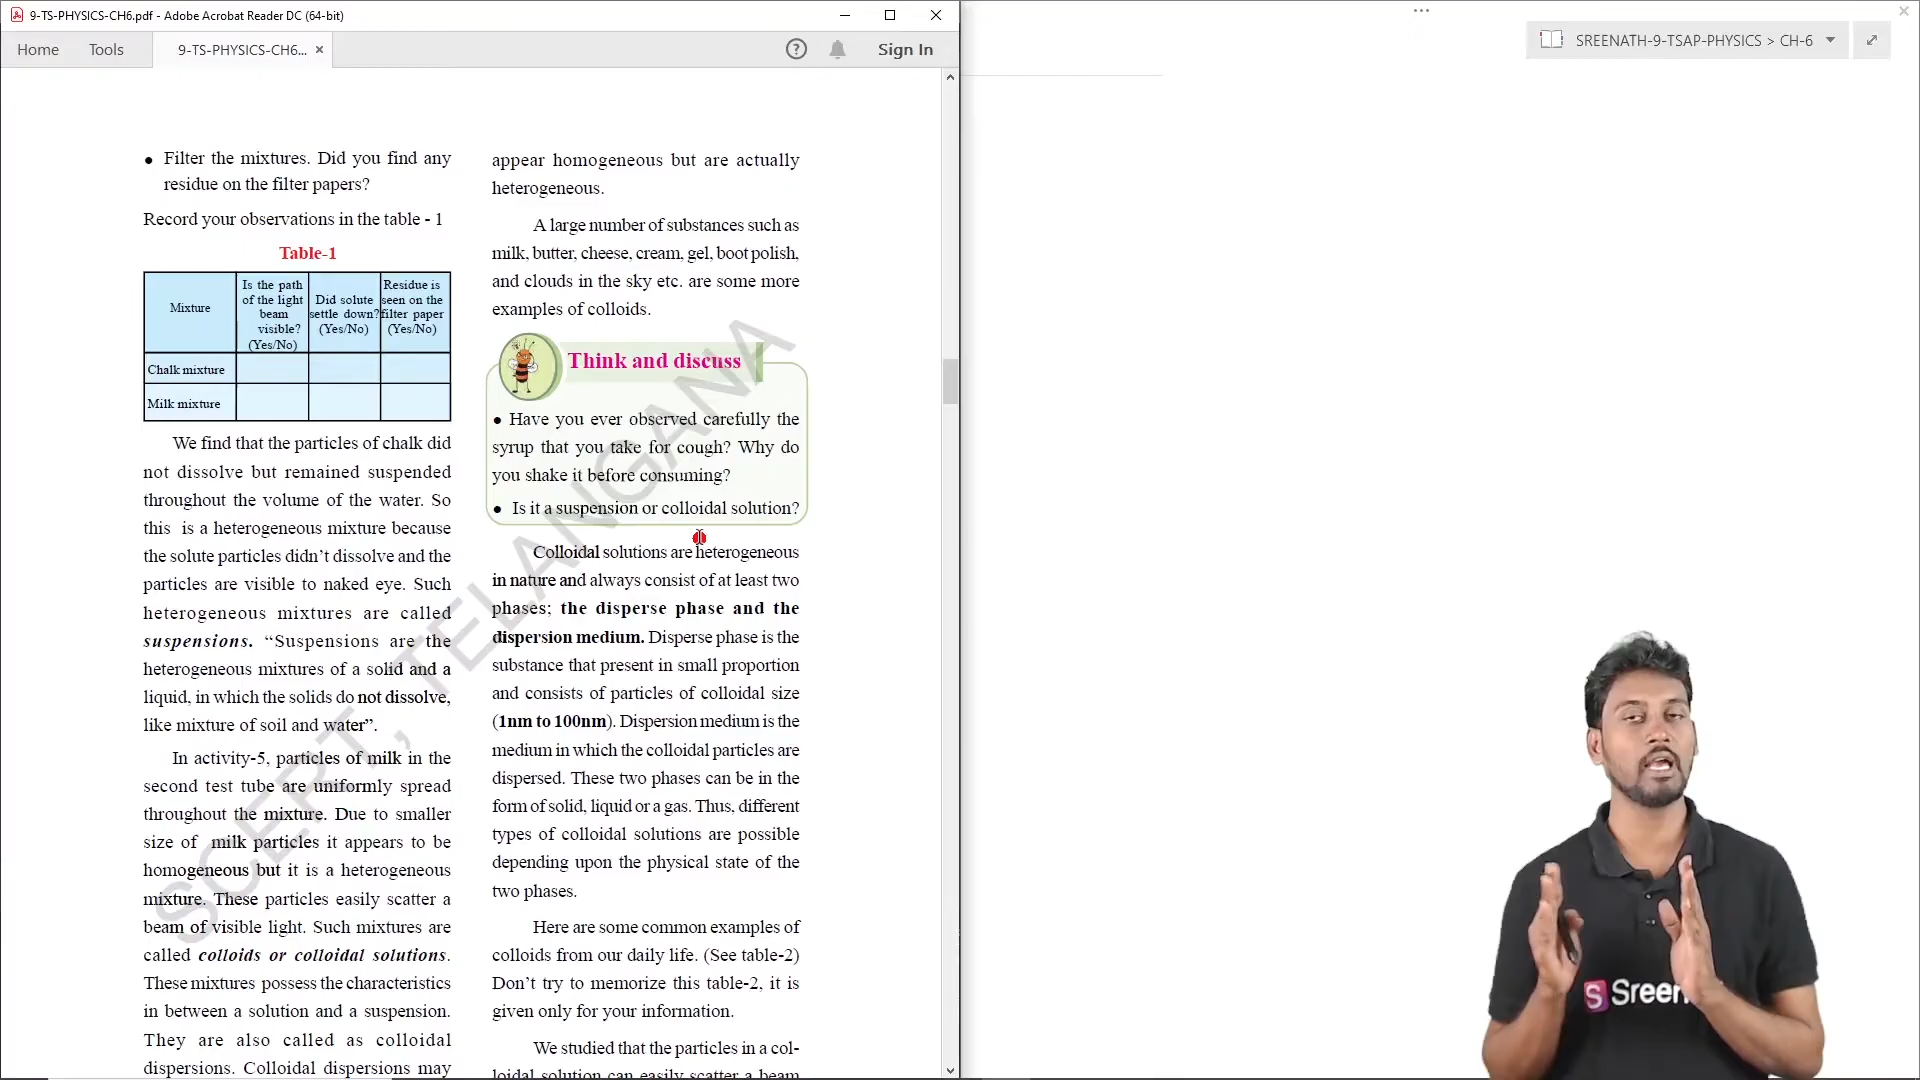 9-TS-PHYSICS-CH6.pdf - Adobe Acrobat Reader DC (64-bit)
Home
Tools
9-TS-PHYSICS-CH6...
Sign In
SREENATH-9-TSAP-PHYSICS > CH-6
• Filter the mixtures. Did you find any
residue on the filter papers?
Record your observations in the table - 1
Table-1
Mixture
Is the path
of the light
beam
visible?
(Yes/No)
Did solute
settle down?
(Yes/No)
Residue is
seen on the
filter paper
(Yes/No)
Chalk mixture
Milk mixture
We find that the particles of chalk did
not dissolve but remained suspended
throughout the volume of the water. So
this is a heterogeneous mixture because
the solute particles didn't dissolve and the
particles are visible to naked eye. Such
heterogeneous mixtures are called
suspensions. “Suspensions are the
heterogeneous mixtures of a solid and a
liquid, in which the solids do not dissolve,
like mixture of soil and water”.
In activity-5, particles of milk in the
second test tube are uniformly spread
throughout the mixture. Due to smaller
size of milk particles it appears to be
homogeneous but it is a heterogeneous
mixture. These particles easily scatter a
beam of visible light. Such mixtures are
called colloids or colloidal solutions.
These mixtures possess the characteristics
in between a solution and a suspension.
They are also called as colloidal
dispersions. Colloidal dispersions may
appear homogeneous but are actually
heterogeneous.
A large number of substances such as
milk, butter, cheese, cream, gel, boot polish,
and clouds in the sky etc. are some more
examples of colloids.
Think and discuss
• Have you ever observed carefully the
syrup that you take for cough? Why do
you shake it before consuming?
• Is it a suspension or colloidal solution?
Colloidal solutions are heterogeneous
in nature and always consist of at least two
phases; the disperse phase and the
dispersion medium. Disperse phase is the
substance that present in small proportion
and consists of particles of colloidal size
(1nm to 100nm). Dispersion medium is the
medium in which the colloidal particles are
dispersed. These two phases can be in the
form of solid, liquid or a gas. Thus, different
types of colloidal solutions are possible
depending upon the physical state of the
two phases.
Here are some common examples of
colloids from our daily life. (See table-2)
Don't try to memorize this table-2, it is
given only for your information.
We studied that the particles in a col-
loidal solution can easily scatter a beam
SCERT, TELANGANA
S Sreen